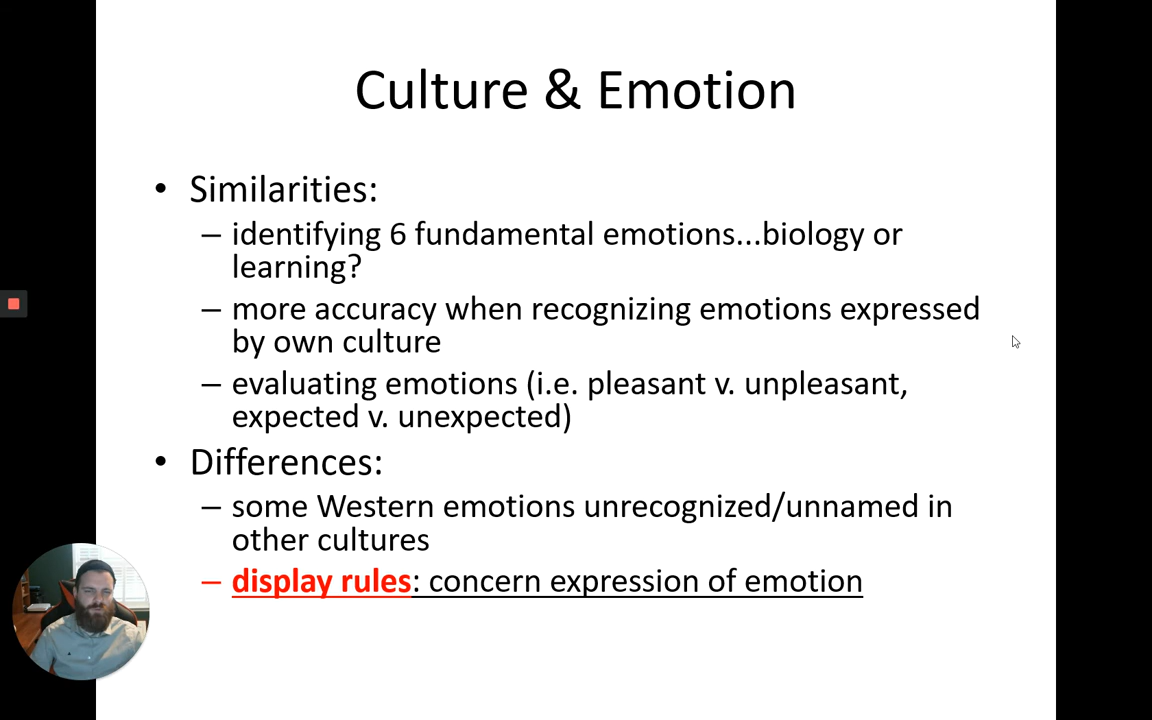 Culture & Emotion
• Similarities:
– identifying 6 fundamental emotions...biology or
learning?
– more accuracy when recognizing emotions expressed
by own culture
– evaluating emotions (i.e. pleasant v. unpleasant,
expected v. unexpected)
• Differences:
– some Western emotions unrecognized/unnamed in
other cultures
– display rules: concern expression of emotion